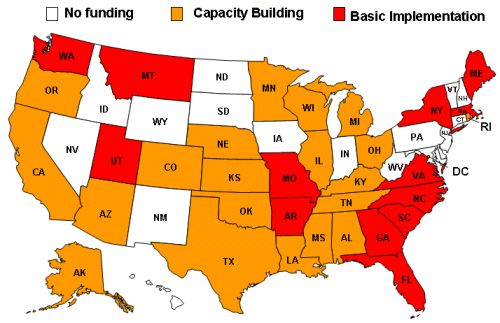 No funding Capacity Building Basic Implementation
WA
MT
ND
MN
ME
VT
NH
OR
ID
SD
WI
MI
NY
MA
CT
RI
WY
IA
PA
NJ
NV
UT
NE
IL
IN
OH
CA
CO
KS
MO
KY
WV
VA
DC
AZ
NM
OK
AR
TN
NC
SC
TX
LA
MS
AL
GA
FL
AK